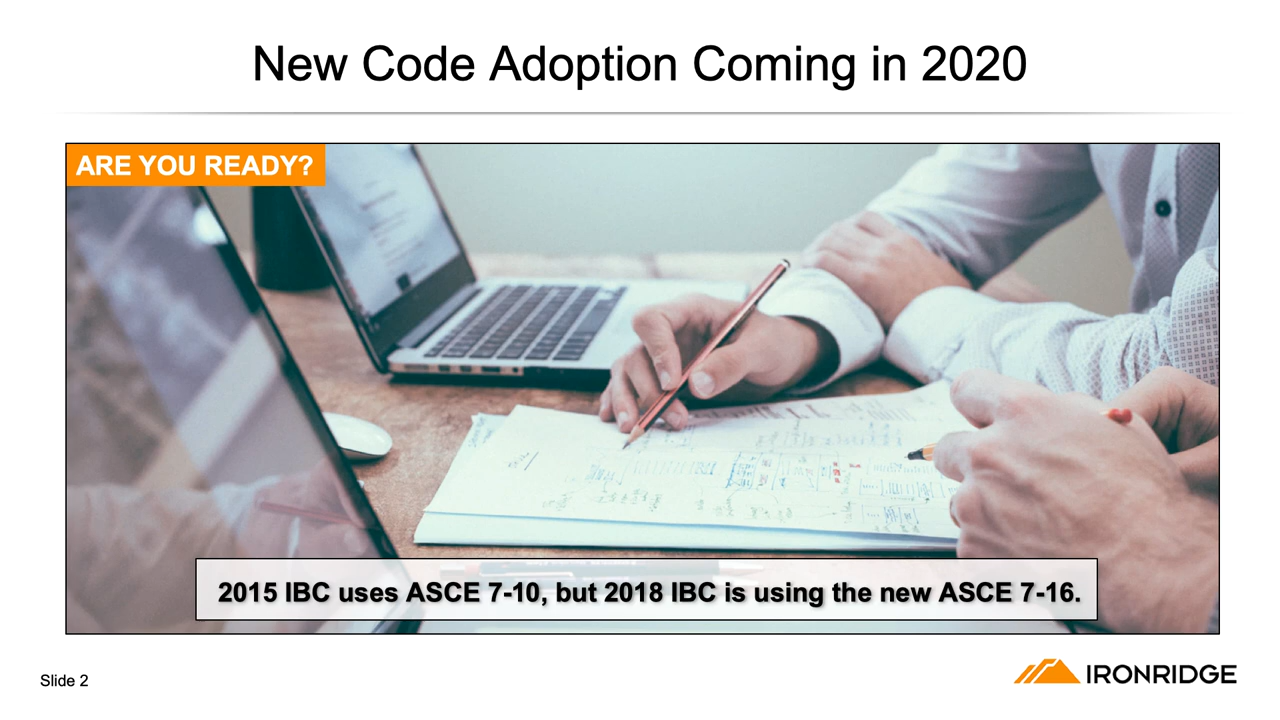 New Code Adoption Coming in 2020
ARE YOU READY?
2015 IBC uses ASCE 7-10, but 2018 IBC is using the new ASCE 7-16.
Slide 2
IRONRIDGE